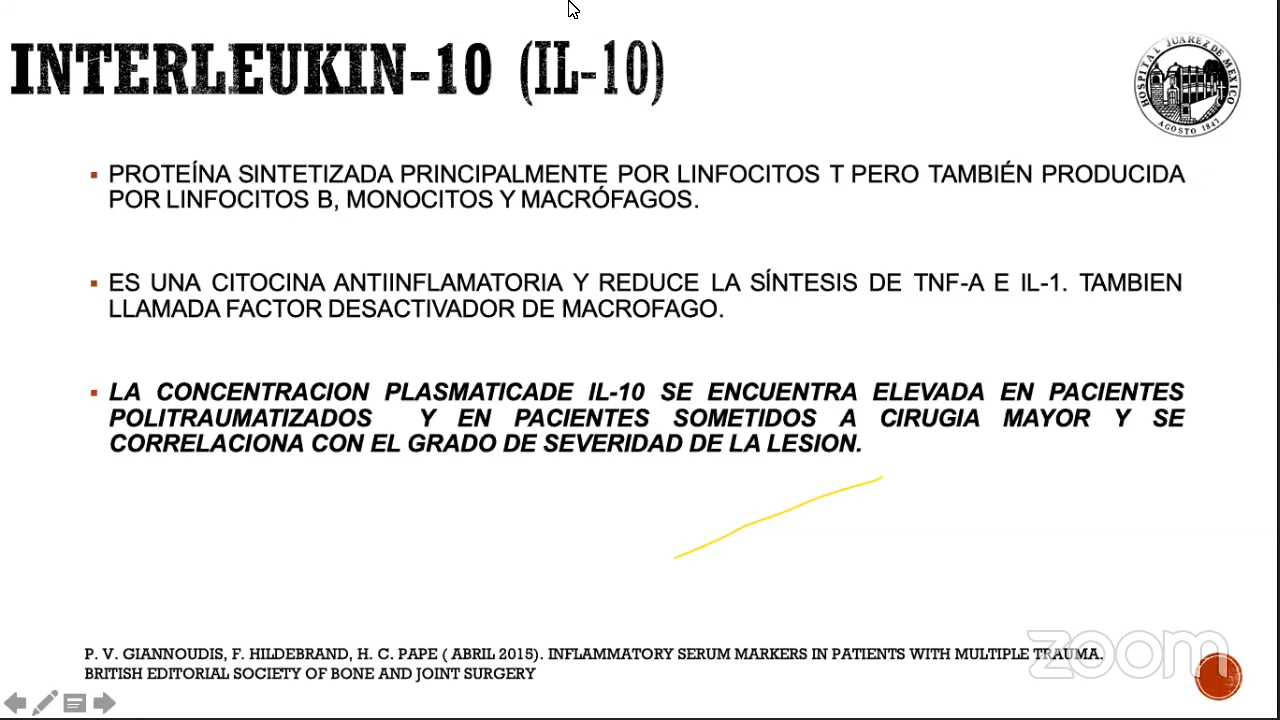 INTERLEUKIN-10 (IL-10)
HOSPITAL JUAREZ DE MEXICO
AGOSTO 1847
PROTEÍNA SINTETIZADA PRINCIPALMENTE POR LINFOCITOS T PERO TAMBIÉN PRODUCIDA
POR LINFOCITOS B, MONOCITOS Y MACRÓFAGOS.
ES UNA CITOCINA ANTIINFLAMATORIA Y REDUCE LA SÍNTESIS DE TNF-A E IL-1. TAMBIEN
LLAMADA FACTOR DESACTIVADOR DE MACROFAGO.
LA CONCENTRACION PLASMATICADE IL-10 SE ENCUENTRA ELEVADA EN PACIENTES
POLITRAUMATIZADOS Y EN PACIENTES SOMETIDOS A CIRUGIA MAYOR Y SE
CORRELACIONA CON EL GRADO DE SEVERIDAD DE LA LESION.
P. V. GIANNOUDIS, F. HILDEBRAND, H. C. PAPE ( ABRIL 2015). INFLAMMATORY SERUM MARKERS IN PATIENTS WITH MULTIPLE TRAUMA.
BRITISH EDITORIAL SOCIETY OF BONE AND JOINT SURGERY
zoom